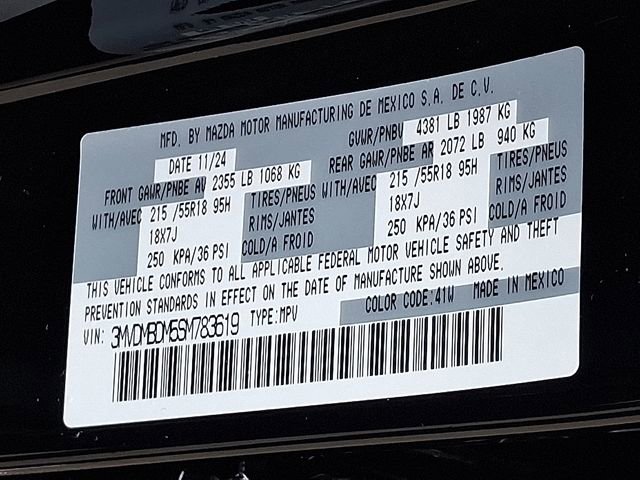 MFD. BY MAZDA MOTOR MANUFACTURING DE MEXICO S.A. DE C.V.
DATE 11/24 GVWR/PNBV 4381 LB 1987 KG
FRONT GAWR/PNBE AV 2355 LB 1068 KG REAR GAWR/PNBE AR 2072 LB 940 KG
WITH/AVEC 215 /55R18 95H TIRES/PNEUS WITH/AVEC 215 /55R18 95H TIRES/PNEUS
18X7J RIMS/JANTES 18X7J RIMS/JANTES
250 KPA/36 PSI COLD/A FROID 250 KPA/36 PSI COLD/A FROID
THIS VEHICLE CONFORMS TO ALL APPLICABLE FEDERAL MOTOR VEHICLE SAFETY AND THEFT
PREVENTION STANDARDS IN EFFECT ON THE DATE OF MANUFACTURE SHOWN ABOVE.
COLOR CODE:41W MADE IN MEXICO
VIN: 3MVDMBDM5SM783619 TYPE:MPV